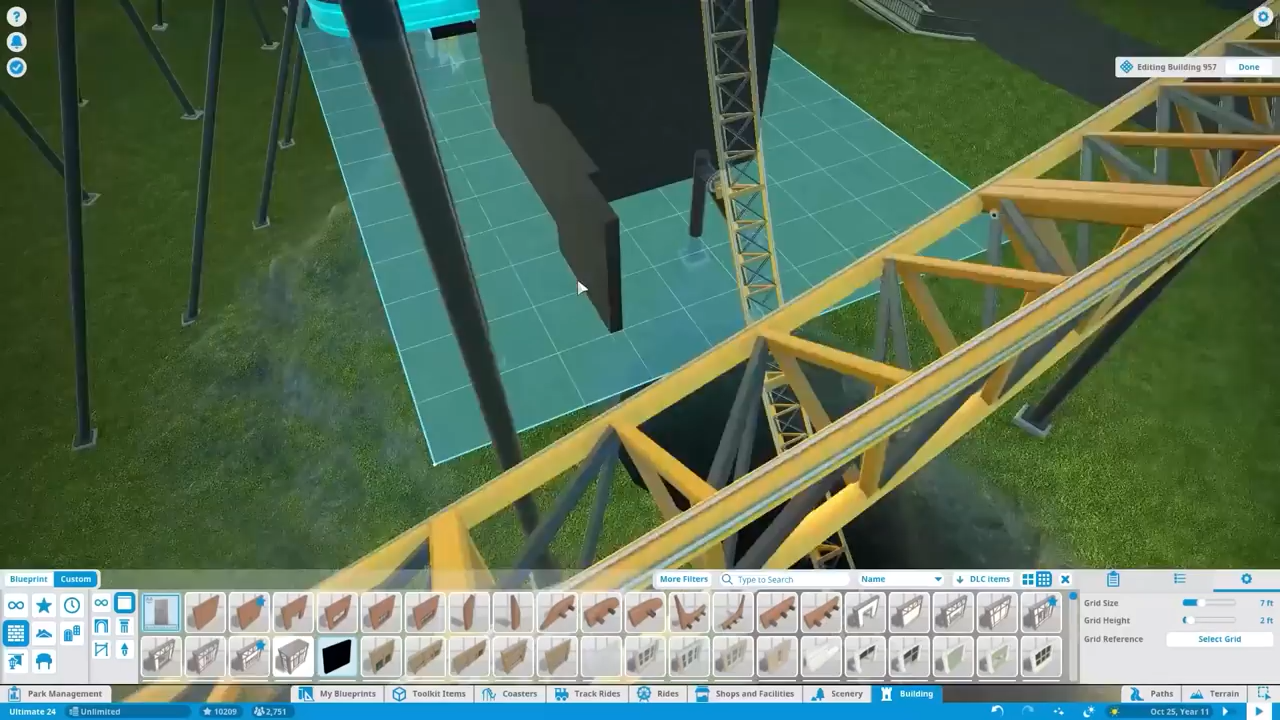 ?
Editing Building 957 Done
Blueprint Custom More Filters Type to Search Name DLC items
Grid Size 7 ft
Grid Height 2 ft
Grid Reference Select Grid
Park Management My Blueprints Toolkit Items Coasters Track Rides Rides Shops and Facilities Scenery Building Paths Terrain
Ultimate 24 Unlimited 10209 2,751 Oct 25, Year 11